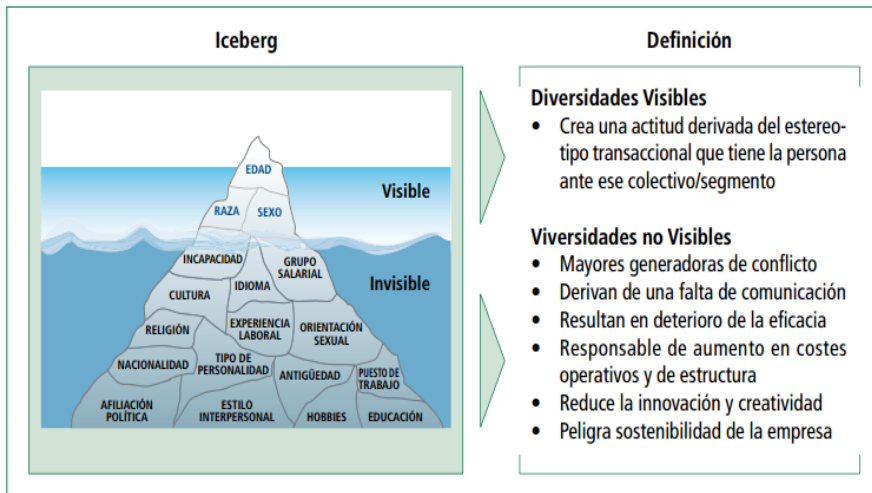 Iceberg
EDAD
Visible
RAZA
SEXO
INCAPACIDAD
GRUPO
SALARIAL
IDIOMA
CULTURA
Invisible
RELIGIÓN
EXPERIENCIA
LABORAL
ORIENTACIÓN
SEXUAL
NACIONALIDAD
TIPO DE
PERSONALIDAD
ANTIGÜEDAD
PUESTO DE
TRABAJO
AFILIACIÓN
POLÍTICA
ESTILO
INTERPERSONAL
HOBBIES
EDUCACIÓN
Definición
Diversidades Visibles
• Crea una actitud derivada del estereo-
tipo transaccional que tiene la persona
ante ese colectivo/segmento
Viversidades no Visibles
• Mayores generadoras de conflicto
• Derivan de una falta de comunicación
• Resultan en deterioro de la eficacia
• Responsable de aumento en costes
operativos y de estructura
• Reduce la innovación y creatividad
• Peligra sostenibilidad de la empresa